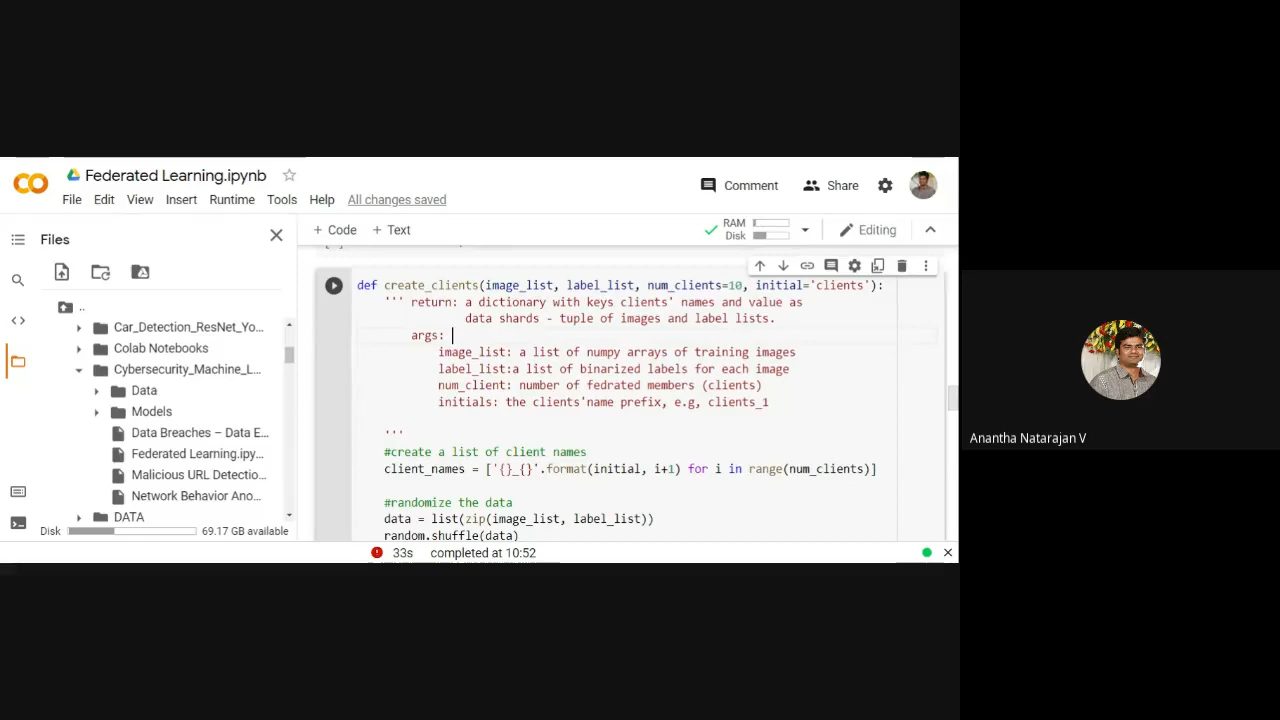 Federated Learning.ipynb
File Edit View Insert Runtime Tools Help All changes saved
Comment Share
+ Code + Text
RAM
Disk
Editing
Files
..
Car_Detection_ResNet_Yo...
Colab Notebooks
Cybersecurity_Machine_L...
Data
Models
Data Breaches – Data E...
Federated Learning.ipy...
Malicious URL Detectio...
Network Behavior Ano...
DATA
Disk 69.17 GB available
def create_clients(image_list, label_list, num_clients=10, initial='clients'):
''' return: a dictionary with keys clients' names and value as
data shards - tuple of images and label lists.
args:
image_list: a list of numpy arrays of training images
label_list:a list of binarized labels for each image
num_client: number of fedrated members (clients)
initials: the clients'name prefix, e.g, clients_1
'''
#create a list of client names
client_names = ['{}_{}'.format(initial, i+1) for i in range(num_clients)]
#randomize the data
data = list(zip(image_list, label_list))
random.shuffle(data)
33s completed at 10:52
Anantha Natarajan V